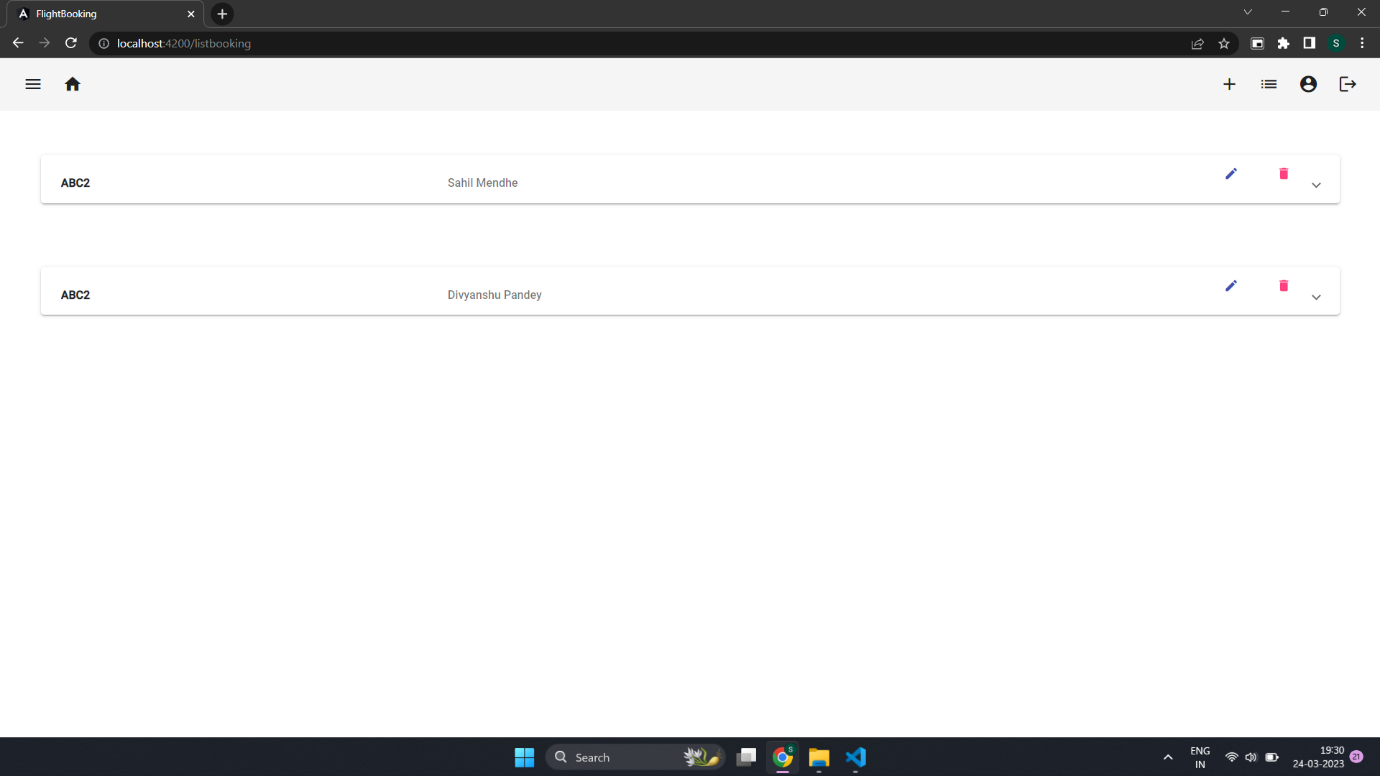 FlightBooking
localhost:4200/listbooking
S
ABC2 Sahil Mendhe
ABC2 Divyanshu Pandey
Search
S
ENG
IN
19:30
24-03-2023
21